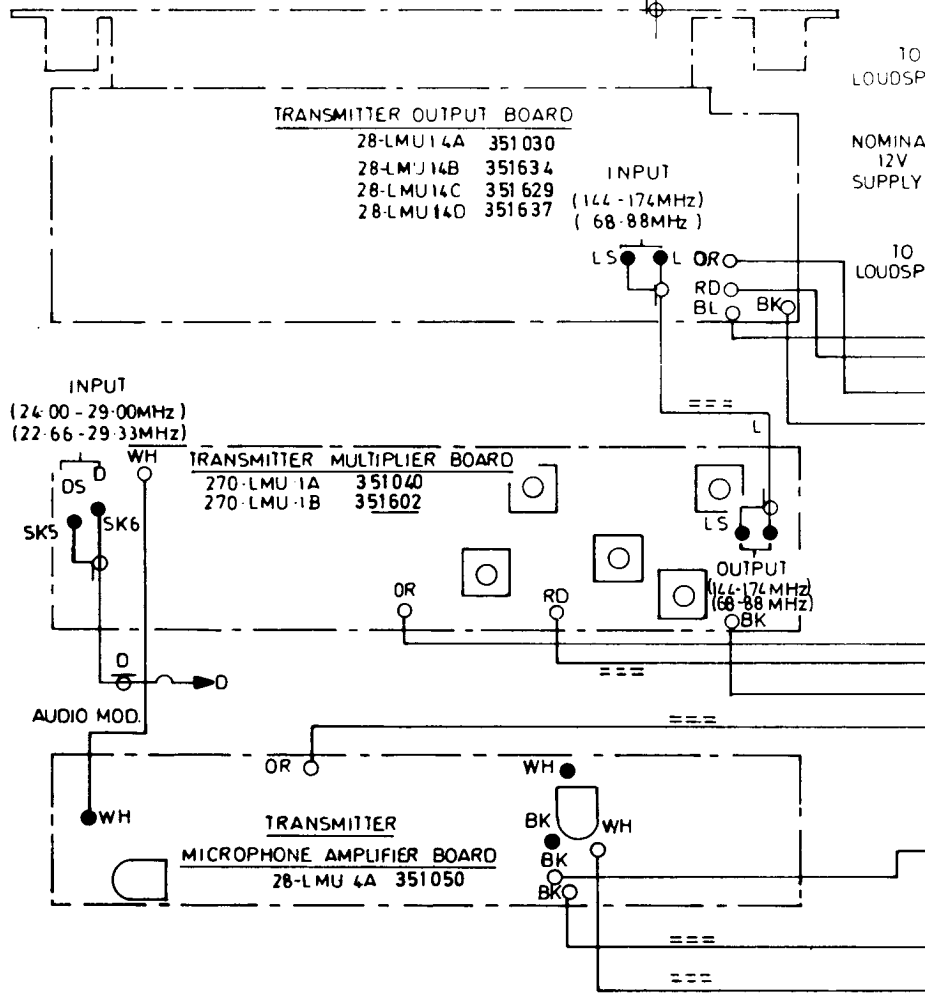 TO
LOUDSP
TRANSMITTER OUTPUT BOARD
28-LMU14A 351030
28-LMU14B 351634
28-LMU14C 351629
28-LMU14D 351637
NOMINA
12V
SUPPLY
INPUT
(144-174MHz)
(68-88MHz)
LS L OR
RD
BL BK
TO
LOUDSP
INPUT
(24·00-29·00MHz)
(22·66-29·33MHz)
L
WH
D
DS
SK5 SK6
TRANSMITTER MULTIPLIER BOARD
270-LMU-1A 351040
270-LMU-1B 351602
LS
OUTPUT
(144-174MHz)
(68-88MHz)
OR RD BK
D
D
AUDIO MOD.
OR WH
WH
BK WH
TRANSMITTER
MICROPHONE AMPLIFIER BOARD
28-LMU 4A 351050
BK
BK